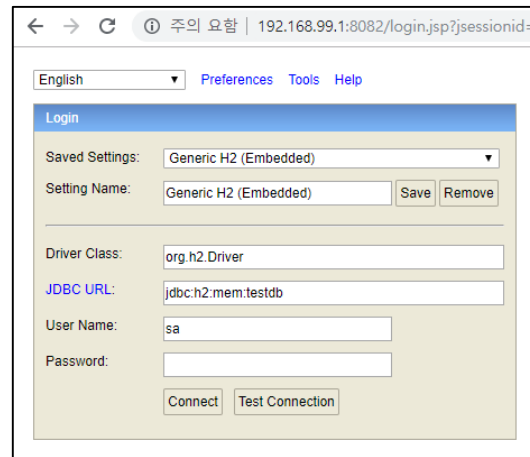 주의 요함 | 192.168.99.1:8082/login.jsp?jsessionid=
English Preferences Tools Help
Login
Saved Settings: Generic H2 (Embedded)
Setting Name: Generic H2 (Embedded) Save Remove
Driver Class: org.h2.Driver
JDBC URL: jdbc:h2:mem:testdb
User Name: sa
Password:
Connect Test Connection